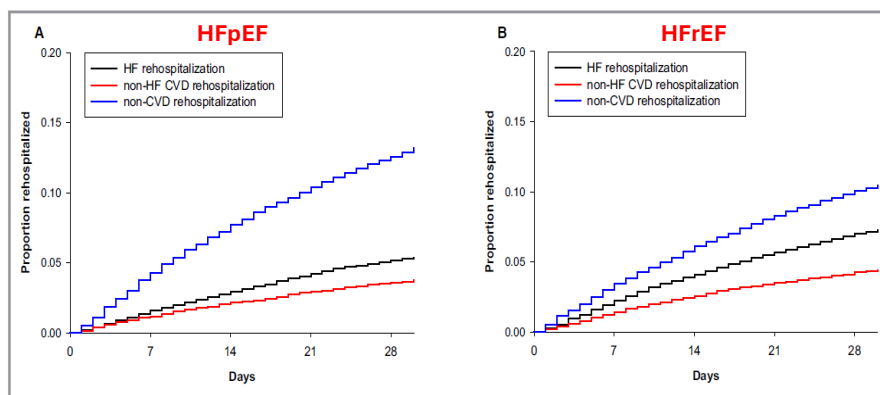 A
HFpEF
Proportion rehospitalized
0.20
0.15
0.10
0.05
0.00
HF rehospitalization
non-HF CVD rehospitalization
non-CVD rehospitalization
0
7
14
21
28
Days
B
HFrEF
Proportion rehospitalized
0.20
0.15
0.10
0.05
0.00
HF rehospitalization
non-HF CVD rehospitalization
non-CVD rehospitalization
0
7
14
21
28
Days